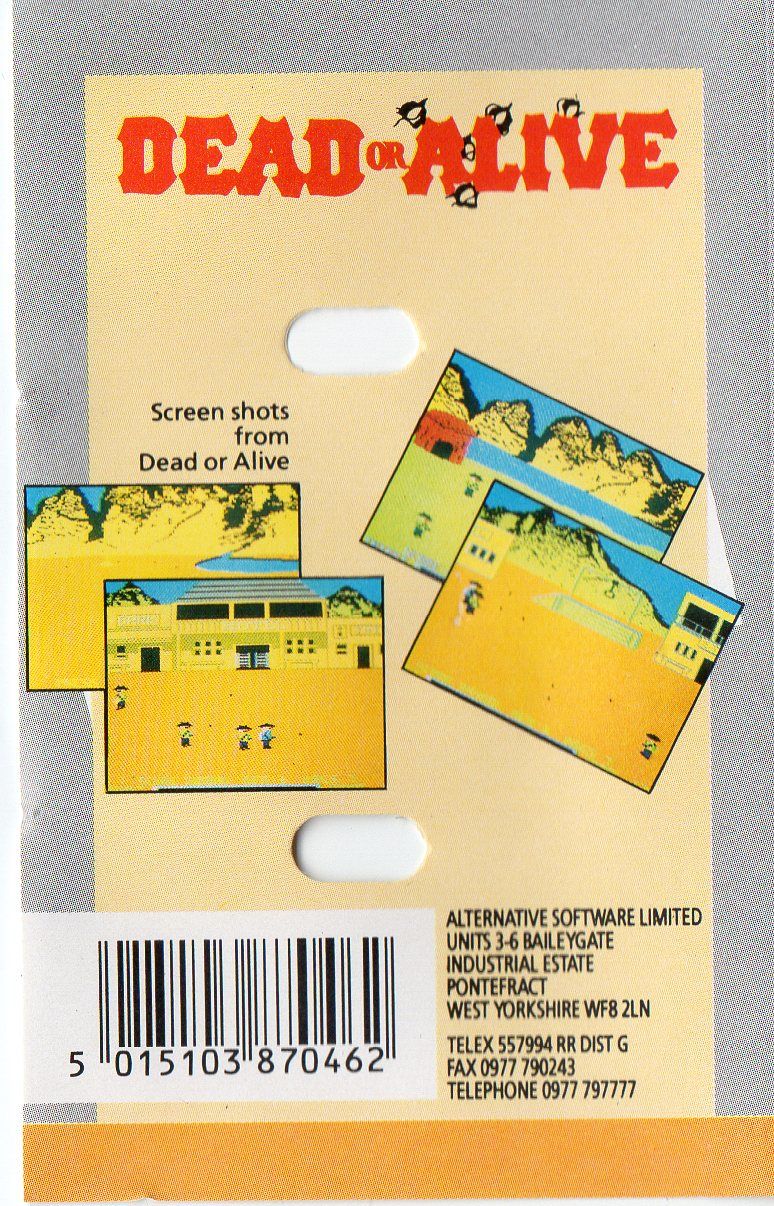 DEAD OR ALIVE
Screen shots
from
Dead or Alive
ALTERNATIVE SOFTWARE LIMITED
UNITS 3-6 BAILEYGATE
INDUSTRIAL ESTATE
PONTEFRACT
WEST YORKSHIRE WF8 2LN
TELEX 557994 RR DIST G
FAX 0977 790243
TELEPHONE 0977 797777
5 015103 870462